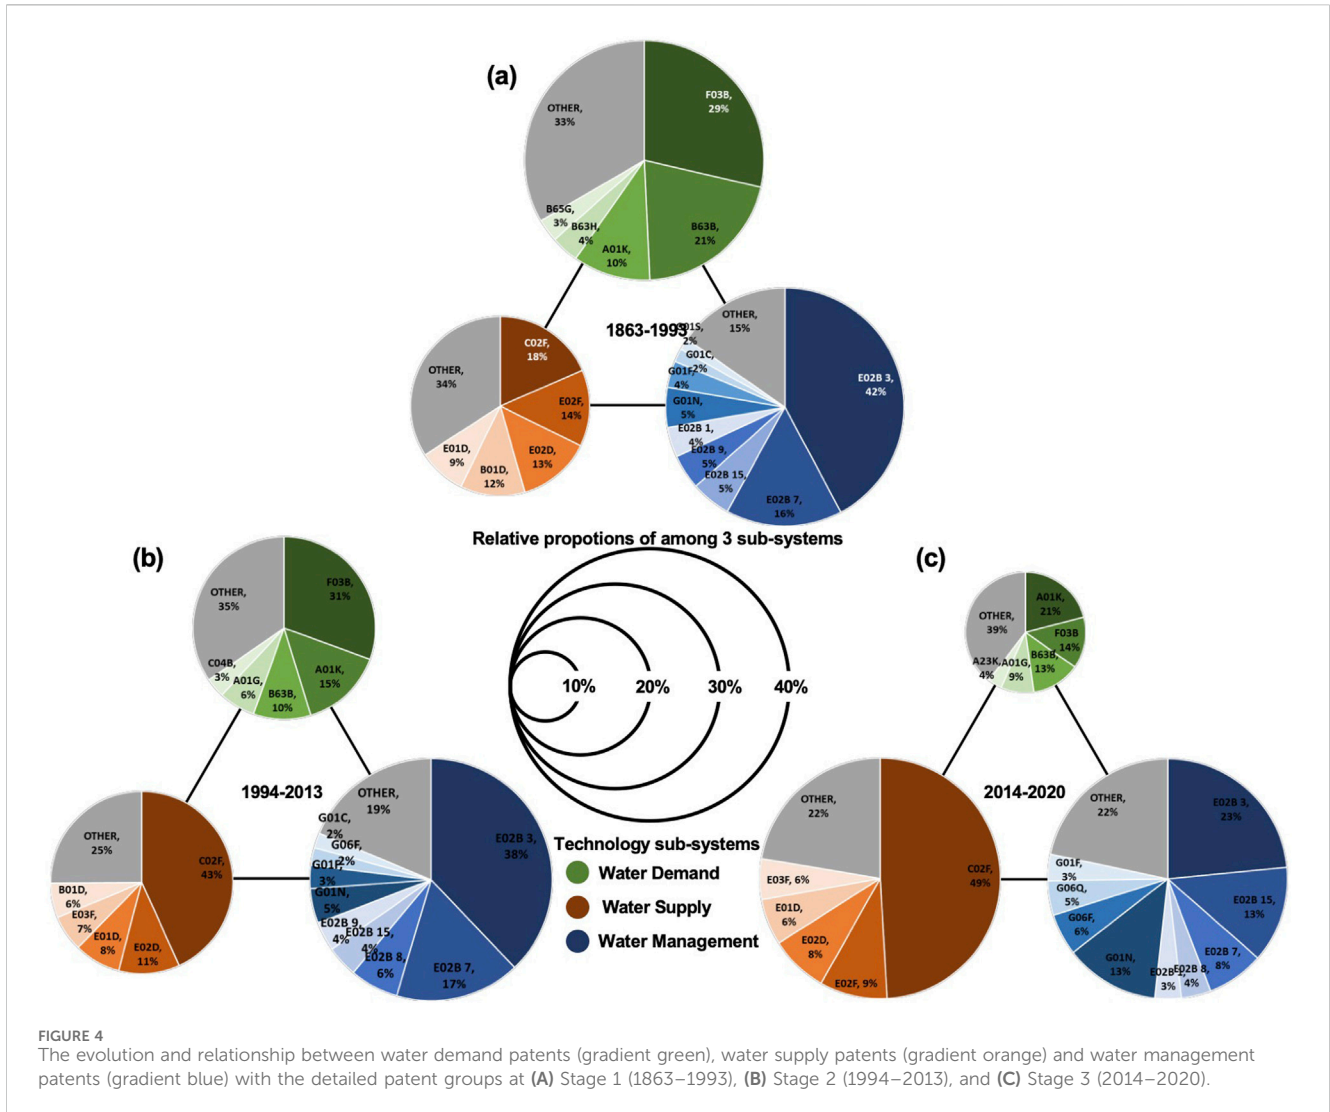 (a)
F03B,
29%
OTHER,
33%
B65G,
3%
B63H,
4%
A01K,
10%
B63B,
21%
1863-1993
C02F,
18%
OTHER,
34%
E02F,
14%
E01D,
9%
B01D,
12%
E02D,
13%
OTHER,
15%
G01S,
2%
G01C,
2%
G01F,
4%
G01N,
5%
E02B 1,
4%
E02B 9,
5%
E02B 15,
5%
E02B 7,
16%
E02B 3,
42%
Relative propotions of among 3 sub-systems
10%
20%
30%
40%
Technology sub-systems
Water Demand
Water Supply
Water Management
(b)
F03B,
31%
OTHER,
35%
C04B,
3%
A01G,
6%
B63B,
10%
A01K,
15%
1994-2013
OTHER,
25%
C02F,
43%
B01D,
6%
E03F,
7%
E01D,
8%
E02D,
11%
OTHER,
19%
G01C,
2%
G06F,
2%
G01F,
3%
G01N,
5%
E02B 9,
4%
E02B 15,
4%
E02B 8,
6%
E02B 7,
17%
E02B 3,
38%
(c)
A01K,
21%
OTHER,
39%
F03B
14%
B63B,
13%
A01G,
9%
A23K,
4%
2014-2020
OTHER,
22%
C02F,
49%
E03F, 6%
E01D,
6%
E02D,
8%
E02F, 9%
OTHER,
22%
E02B 3,
23%
G01F,
3%
G06Q,
5%
G06F,
6%
G01N,
13%
E02B 1,
3%
E02B 8,
4%
E02B 7,
8%
E02B 15,
13%
FIGURE 4
The evolution and relationship between water demand patents (gradient green), water supply patents (gradient orange) and water management
patents (gradient blue) with the detailed patent groups at (A) Stage 1 (1863–1993), (B) Stage 2 (1994–2013), and (C) Stage 3 (2014–2020).